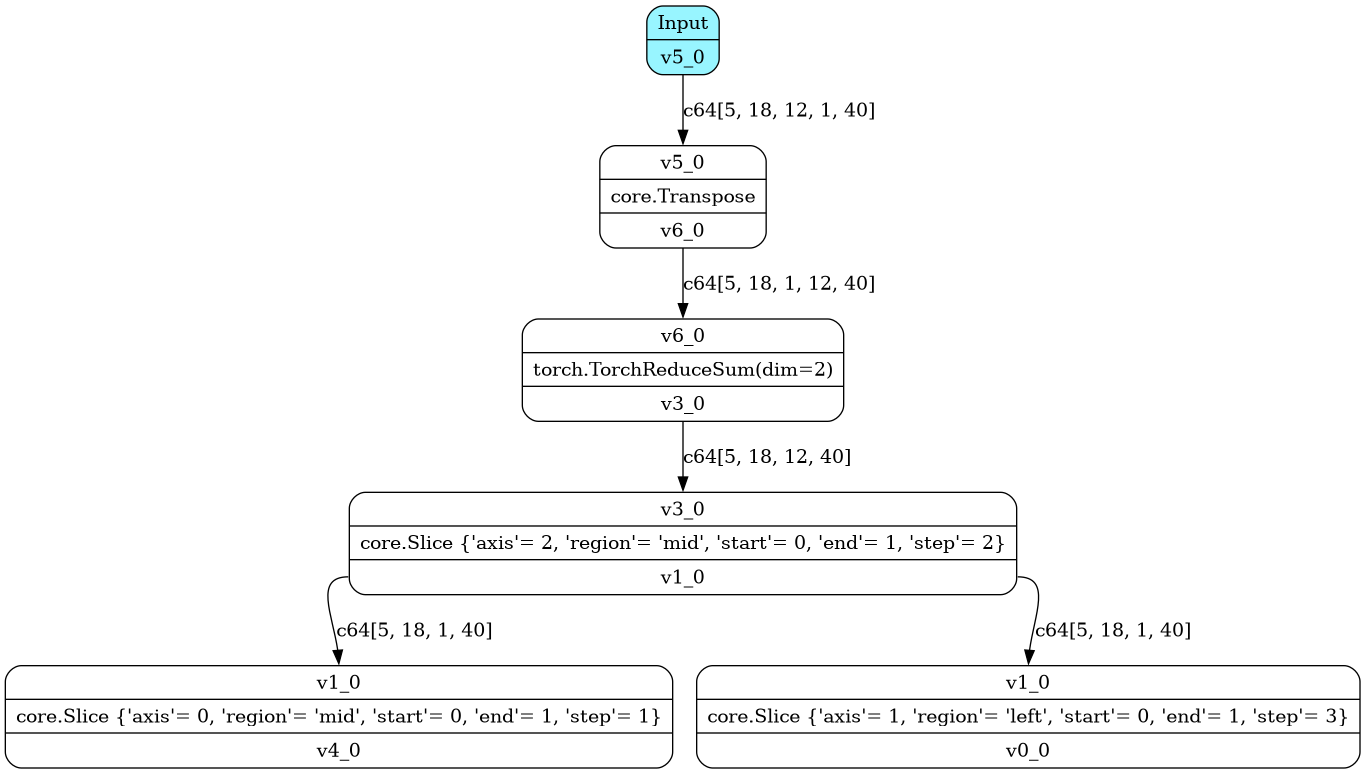 Input
v5_0
c64[5, 18, 12, 1, 40]
v5_0
core.Transpose
v6_0
c64[5, 18, 1, 12, 40]
v6_0
torch.TorchReduceSum(dim=2)
v3_0
c64[5, 18, 12, 40]
v3_0
core.Slice {'axis'= 2, 'region'= 'mid', 'start'= 0, 'end'= 1, 'step'= 2}
v1_0
c64[5, 18, 1, 40]
c64[5, 18, 1, 40]
v1_0
core.Slice {'axis'= 0, 'region'= 'mid', 'start'= 0, 'end'= 1, 'step'= 1}
v4_0
v1_0
core.Slice {'axis'= 1, 'region'= 'left', 'start'= 0, 'end'= 1, 'step'= 3}
v0_0